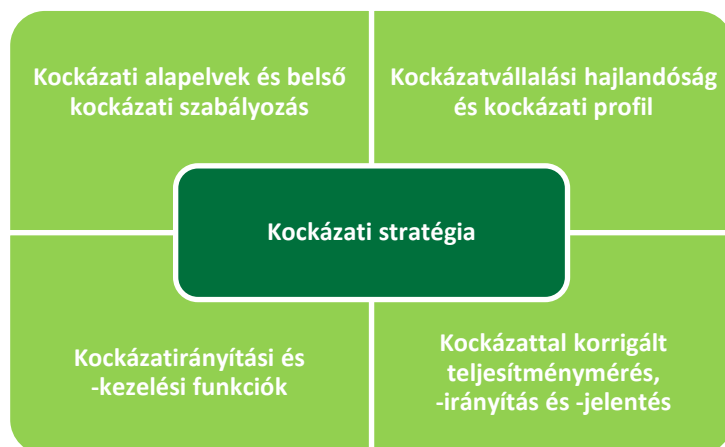 Kockázati alapelvek és belső
kockázati szabályozás
Kockázatvállalási hajlandóság
és kockázati profil
Kockázati stratégia
Kockázatirányítási és
-kezelési funkciók
Kockázattal korrigált
teljesítménymérés,
-irányítás és -jelentés